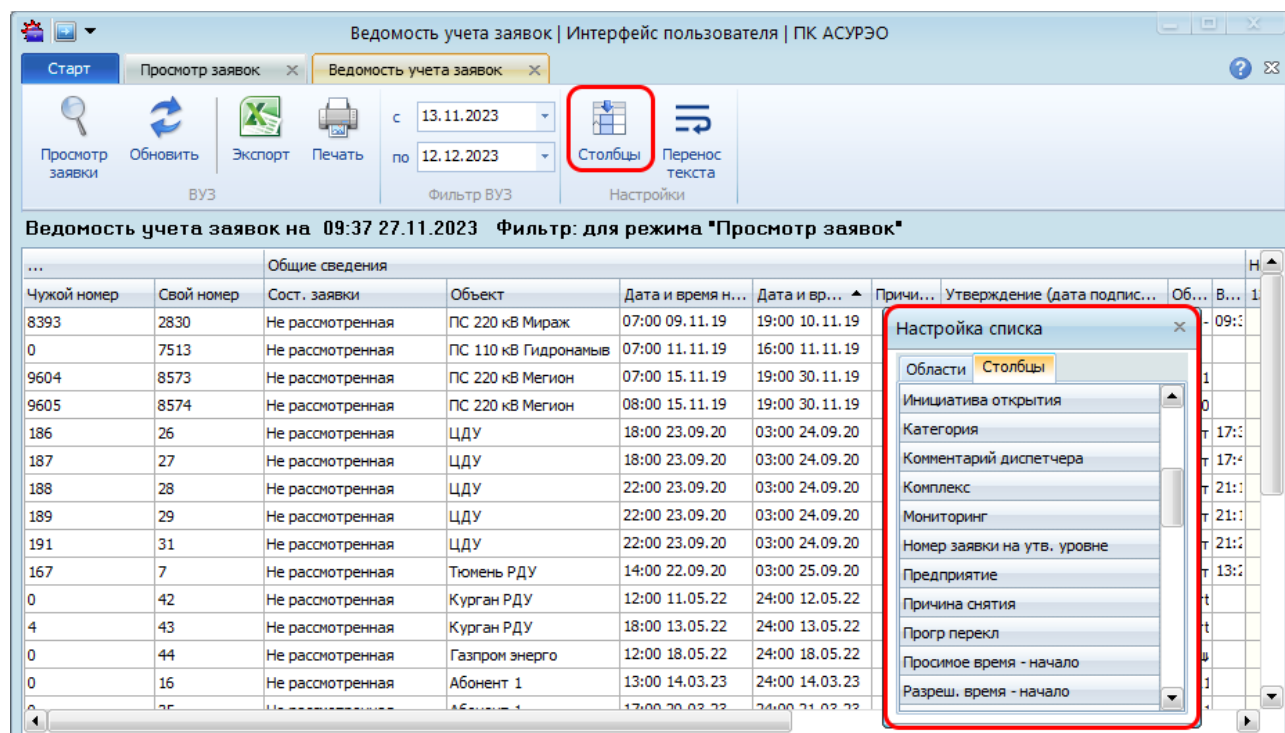 Ведомость учета заявок | Интерфейс пользователя | ПК АСУРЭО
Старт Просмотр заявок Ведомость учета заявок
Просмотр заявки Обновить Экспорт Печать с 13.11.2023 по 12.12.2023 Столбцы Перенос текста
ВУЗ Фильтр ВУЗ Настройки
Ведомость учета заявок на 09:37 27.11.2023 Фильтр: для режима "Просмотр заявок"
... Общие сведения Н
Чужой номер Свой номер Сост. заявки Объект Дата и время н... Дата и вр... Причи... Утверждение (дата подпис... Об... В...
8393 2830 Не рассмотренная ПС 220 кВ Мираж 07:00 09.11.19 19:00 10.11.19
0 7513 Не рассмотренная ПС 110 кВ Гидронамыв 07:00 11.11.19 16:00 11.11.19
9604 8573 Не рассмотренная ПС 220 кВ Мегион 07:00 15.11.19 19:00 30.11.19
9605 8574 Не рассмотренная ПС 220 кВ Мегион 08:00 15.11.19 19:00 30.11.19
186 26 Не рассмотренная ЦДУ 18:00 23.09.20 03:00 24.09.20
187 27 Не рассмотренная ЦДУ 18:00 23.09.20 03:00 24.09.20
188 28 Не рассмотренная ЦДУ 22:00 23.09.20 03:00 24.09.20
189 29 Не рассмотренная ЦДУ 22:00 23.09.20 03:00 24.09.20
191 31 Не рассмотренная ЦДУ 22:00 23.09.20 03:00 24.09.20
167 7 Не рассмотренная Тюмень РДУ 14:00 22.09.20 03:00 25.09.20
0 42 Не рассмотренная Курган РДУ 12:00 11.05.22 24:00 12.05.22
4 43 Не рассмотренная Курган РДУ 18:00 13.05.22 24:00 13.05.22
0 44 Не рассмотренная Газпром энерго 12:00 18.05.22 24:00 18.05.22
0 16 Не рассмотренная Абонент 1 13:00 14.03.23 24:00 14.03.23
Настройка списка
Области Столбцы
Инициатива открытия
Категория
Комментарий диспетчера
Комплекс
Мониторинг
Номер заявки на утв. уровне
Предприятие
Причина снятия
Прогр перекл
Просимое время - начало
Разреш. время - начало